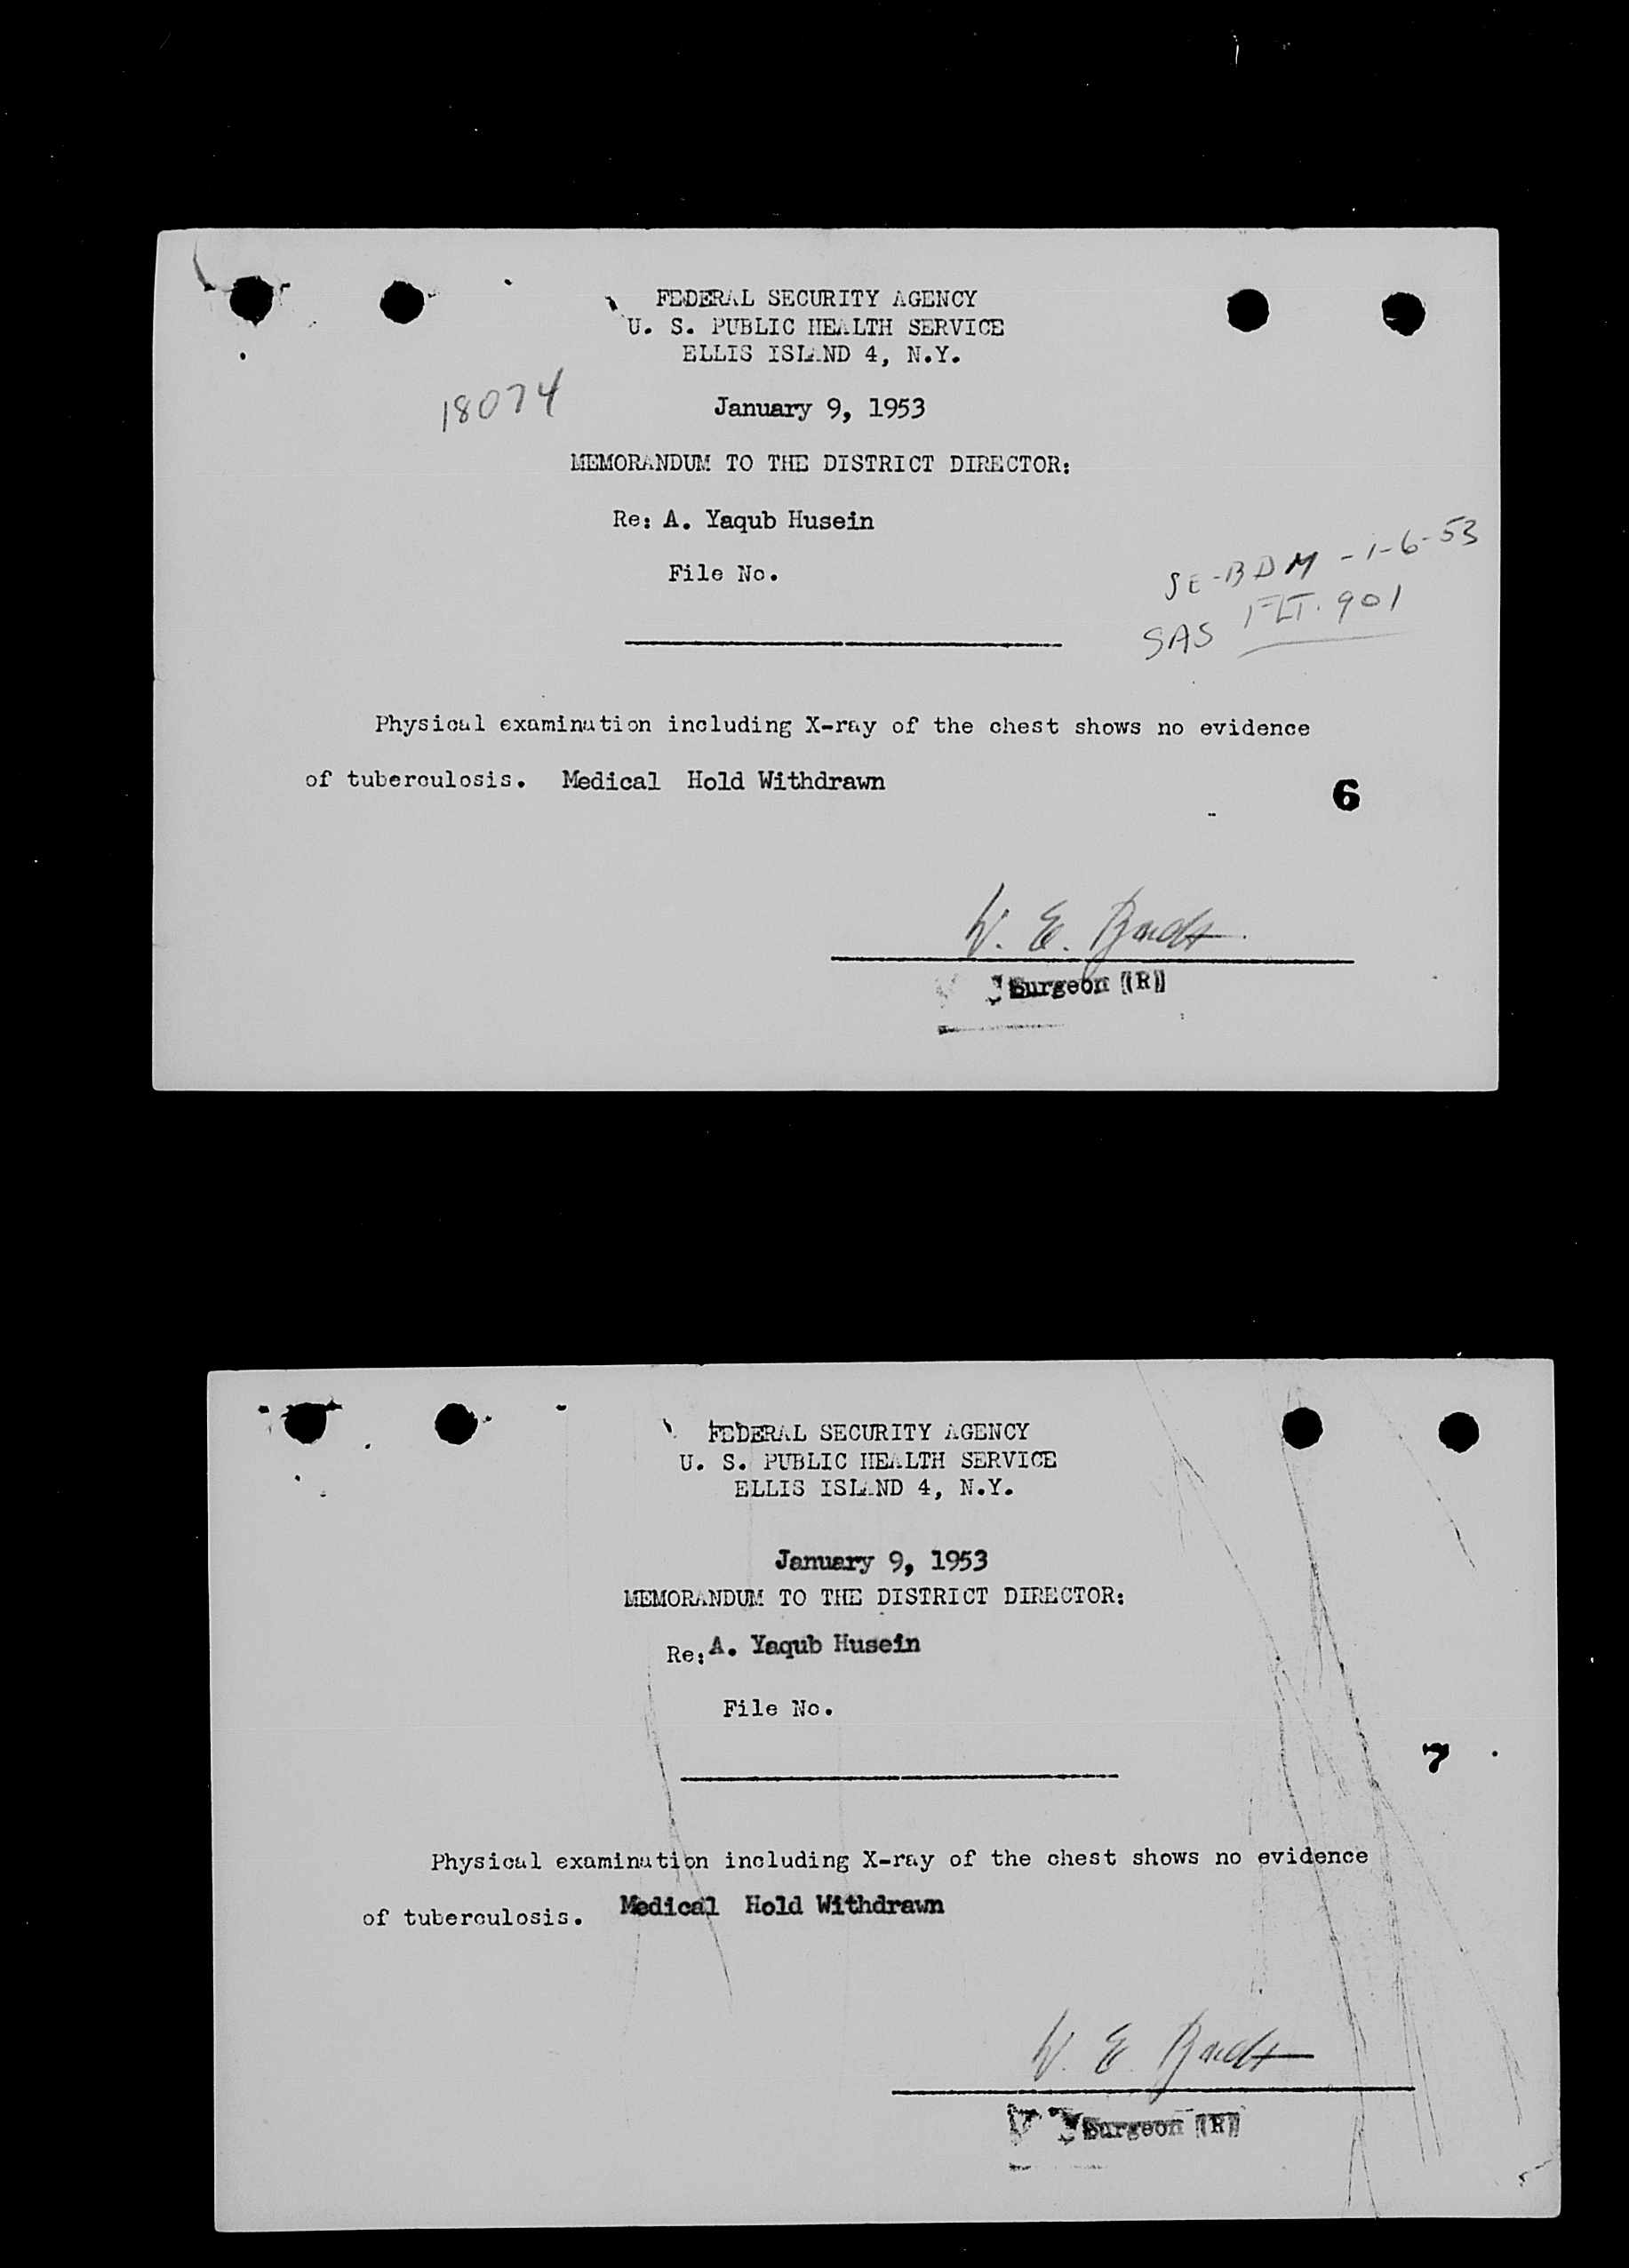 FEDERAL SECURITY AGENCY
U. S. PUBLIC HEALTH SERVICE
ELLIS ISLAND 4, N.Y.
18074
January 9, 1953
MEMORANDUM TO THE DISTRICT DIRECTOR:
Re: A. Yaqub Husein
File No.
SE-BDM-1-6-53
SAS FLT. 901
Physical examination including X-ray of the chest shows no evidence
of tuberculosis. Medical Hold Withdrawn
6
W. E.
Surgeon (R)
FEDERAL SECURITY AGENCY
U. S. PUBLIC HEALTH SERVICE
ELLIS ISLAND 4, N.Y.
January 9, 1953
MEMORANDUM TO THE DISTRICT DIRECTOR:
Re: A. Yaqub Husein
File No.
7
Physical examination including X-ray of the chest shows no evidence
of tuberculosis. Medical Hold Withdrawn
W. E.
Surgeon (R)